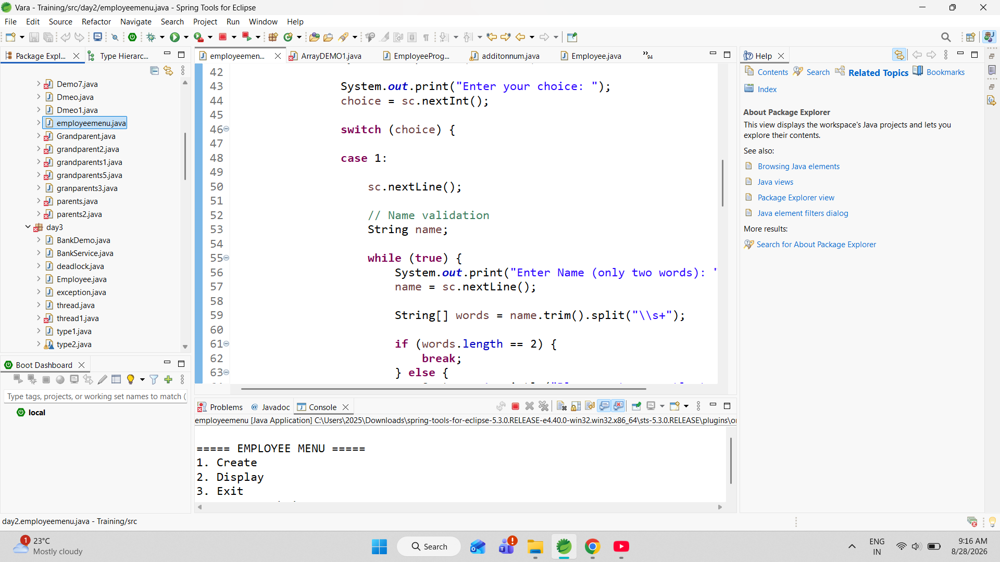 Vara - Training/src/day2/employeemenu.java - Spring Tools for Eclipse
File Edit Source Refactor Navigate Search Project Run Window Help
Package Expl... Type Hierarc...
Demo7.java
Dmeo.java
Dmeo1.java
employeemenu.java
Grandparent.java
grandparent2.java
grandparents1.java
grandparents5.java
granparents3.java
parents.java
parents2.java
day3
BankDemo.java
BankService.java
deadlock.java
Employee.java
exception.java
thread.java
thread1.java
type1.java
type2.java
Boot Dashboard
Type tags, projects, or working set names to match (
local
employeemen... ArrayDEMO1.java EmployeeProg... additonnum.java Employee.java »94
42
43 System.out.print("Enter your choice: ");
44 choice = sc.nextInt();
45
46 switch (choice) {
47
48 case 1:
49
50 sc.nextLine();
51
52 // Name validation
53 String name;
54
55 while (true) {
56 System.out.print("Enter Name (only two words): "
57 name = sc.nextLine();
58
59 String[] words = name.trim().split("\\s+");
60
61 if (words.length == 2) {
62 break;
63 } else {
Problems @ Javadoc Console
employeemenu [Java Application] C:\Users\2025\Downloads\spring-tools-for-eclipse-5.3.0.RELEASE-e4.40.0-win32.win32.x86_64\sts-5.3.0.RELEASE\plugins\o
===== EMPLOYEE MENU =====
1. Create
2. Display
3. Exit
Help
Contents Search Related Topics Bookmarks
Index
About Package Explorer
This view displays the workspace's Java projects and lets you
explore their contents.
See also:
Browsing Java elements
Java views
Package Explorer view
Java element filters dialog
More results:
Search for About Package Explorer
day2.employeemenu.java - Training/src
1
23°C
Mostly cloudy
Search
ENG
IN
9:16 AM
8/28/2026